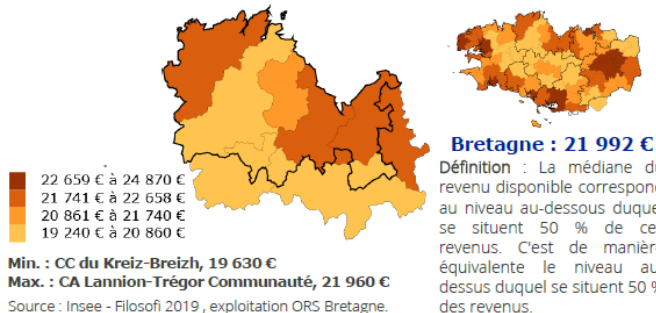 22 659 € à 24 870 €
21 741 € à 22 658 €
20 861 € à 21 740 €
19 240 € à 20 860 €
Min. : CC du Kreiz-Breizh, 19 630 €
Max. : CA Lannion-Trégor Communauté, 21 960 €
Source : Insee - Filosofi 2019 , exploitation ORS Bretagne.
Bretagne : 21 992 €
Définition : La médiane du
revenu disponible correspond
au niveau au-dessous duquel
se situent 50 % de ce
revenus. C'est de manière
équivalente le niveau au-
dessus duquel se situent 50 %
des revenus.